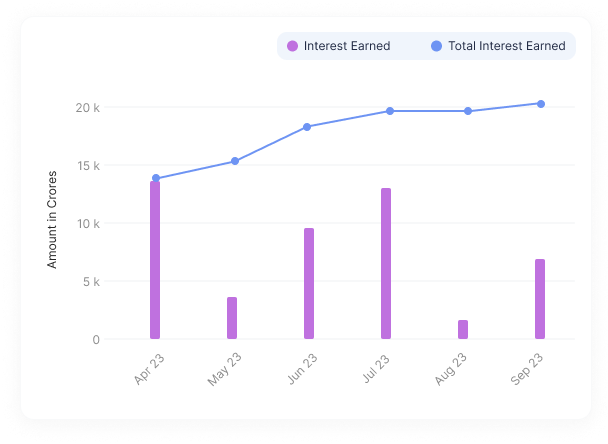 Interest Earned
Total Interest Earned
20 k
15 k
10 k
5 k
0
Amount in Crores
Apr 23
May 23
Jun 23
Jul 23
Aug 23
Sep 23